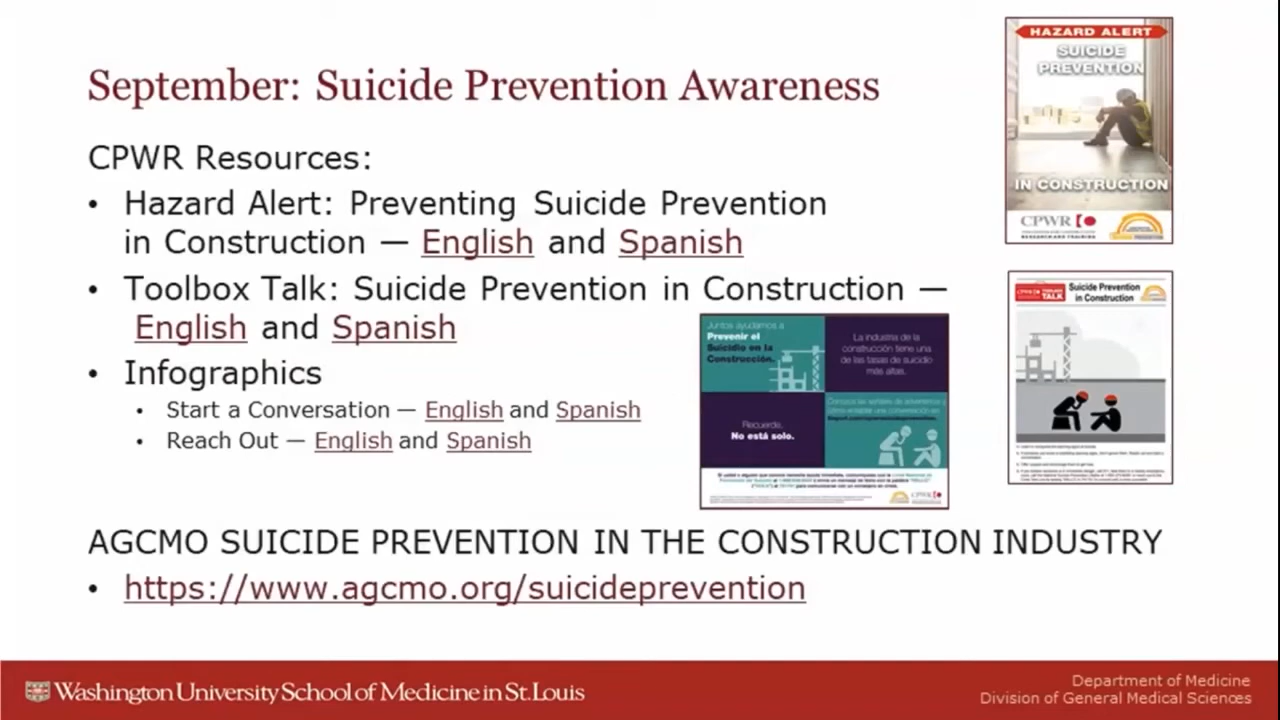 September: Suicide Prevention Awareness
CPWR Resources:
• Hazard Alert: Preventing Suicide Prevention
in Construction — English and Spanish
• Toolbox Talk: Suicide Prevention in Construction —
English and Spanish
• Infographics
• Start a Conversation — English and Spanish
• Reach Out — English and Spanish
AGCMO SUICIDE PREVENTION IN THE CONSTRUCTION INDUSTRY
• https://www.agcmo.org/suicideprevention
HAZARD ALERT
SUICIDE
PREVENTION
IN CONSTRUCTION
CPWR
Suicide Prevention
in Construction
TALK
Juntos ayudamos a
Prevenir el
Suicidio en la
Construcción.
La industria de la
construcción tiene una
de las tasas de suicidio
más altas.
Recuerde,
No está solo.
CPWR
Washington University School of Medicine in St. Louis
Department of Medicine
Division of General Medical Sciences